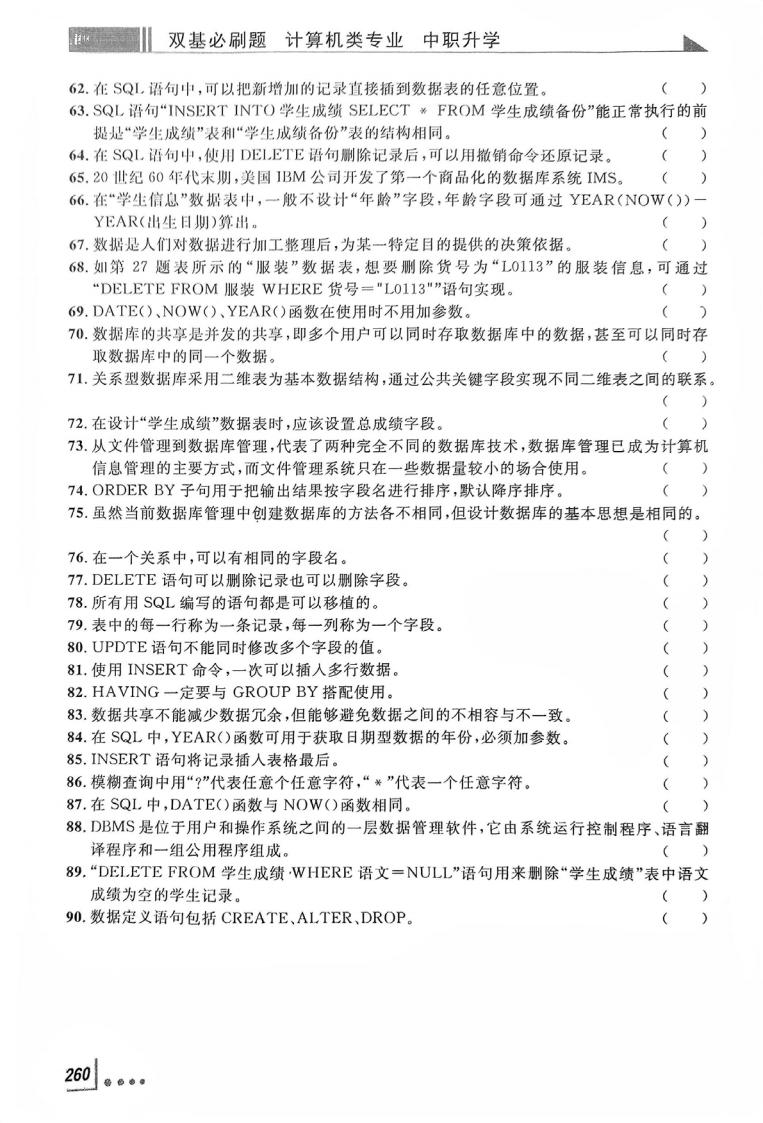 双基必刷题 计算机类专业 中职升学
62. 在 SQL 语句中,可以把新增加的记录直接插到数据表的任意位置。 ( )
63. SQL 语句“INSERT INTO 学生成绩 SELECT * FROM 学生成绩备份”能正常执行的前
提是“学生成绩”表和“学生成绩备份”表的结构相同。 ( )
64. 在 SQL 语句中,使用 DELETE 语句删除记录后,可以用撤销命令还原记录。 ( )
65. 20 世纪 60 年代末期,美国 IBM 公司开发了第一个商品化的数据库系统 IMS。 ( )
66. 在“学生信息”数据表中,一般不设计“年龄”字段,年龄字段可通过 YEAR(NOW())-
YEAR(出生日期)算出。 ( )
67. 数据是人们对数据进行加工整理后,为某一特定目的提供的决策依据。 ( )
68. 如第 27 题表所示的“服装”数据表,想要删除货号为“L0113”的服装信息,可通过
“DELETE FROM 服装 WHERE 货号="L0113"”语句实现。 ( )
69. DATE()、NOW()、YEAR()函数在使用时不用加参数。 ( )
70. 数据库的共享是并发的共享,即多个用户可以同时存取数据库中的数据,甚至可以同时存
取数据库中的同一个数据。 ( )
71. 关系型数据库采用二维表为基本数据结构,通过公共关键字段实现不同二维表之间的联系。
( )
72. 在设计“学生成绩”数据表时,应该设置总成绩字段。 ( )
73. 从文件管理到数据库管理,代表了两种完全不同的数据库技术,数据库管理已成为计算机
信息管理的主要方式,而文件管理系统只在一些数据量较小的场合使用。 ( )
74. ORDER BY 子句用于把输出结果按字段名进行排序,默认降序排序。 ( )
75. 虽然当前数据库管理中创建数据库的方法各不相同,但设计数据库的基本思想是相同的。
( )
76. 在一个关系中,可以有相同的字段名。 ( )
77. DELETE 语句可以删除记录也可以删除字段。 ( )
78. 所有用 SQL 编写的语句都是可以移植的。 ( )
79. 表中的每一行称为一条记录,每一列称为一个字段。 ( )
80. UPDTE 语句不能同时修改多个字段的值。 ( )
81. 使用 INSERT 命令,一次可以插入多行数据。 ( )
82. HAVING 一定要与 GROUP BY 搭配使用。 ( )
83. 数据共享不能减少数据冗余,但能够避免数据之间的不相容与不一致。 ( )
84. 在 SQL 中,YEAR()函数可用于获取日期型数据的年份,必须加参数。 ( )
85. INSERT 语句将记录插入表格最后。 ( )
86. 模糊查询中用“?”代表任意个任意字符,“*”代表一个任意字符。 ( )
87. 在 SQL 中,DATE()函数与 NOW()函数相同。 ( )
88. DBMS 是位于用户和操作系统之间的一层数据管理软件,它由系统运行控制程序、语言翻
译程序和一组公用程序组成。 ( )
89. “DELETE FROM 学生成绩 WHERE 语文=NULL”语句用来删除“学生成绩”表中语文
成绩为空的学生记录。 ( )
90. 数据定义语句包括 CREATE、ALTER、DROP。 ( )
260